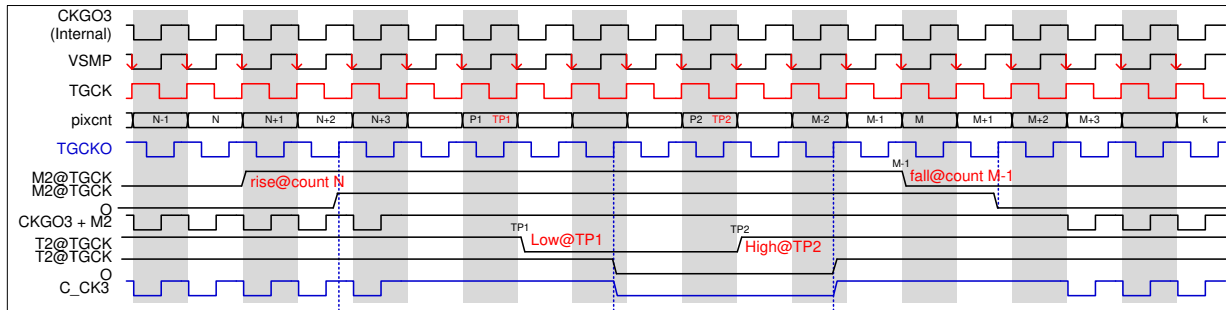 CKGO3
(Internal)
VSMP
TGCK
pixcnt N-1 N N+1 N+2 N+3 P1 TP1 P2 TP2 M-2 M-1 M M+1 M+2 M+3 k
TGCKO
M-1
M2@TGCK rise@count N fall@count M-1
M2@TGCK
O
CKGO3 + M2
TP1 TP2
T2@TGCK Low@TP1 High@TP2
T2@TGCK
O
C_CK3